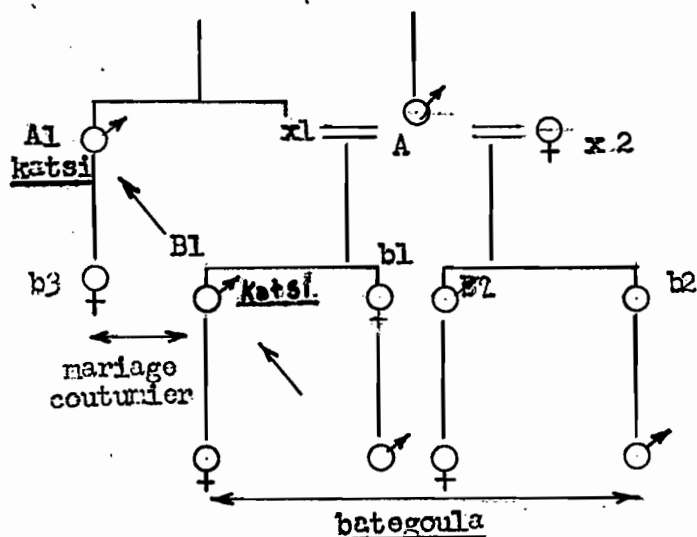 A1
katsi
x1
A
x 2
B1
b1
b3
katsi.
B2
b2
mariage
coutumier
bategoula